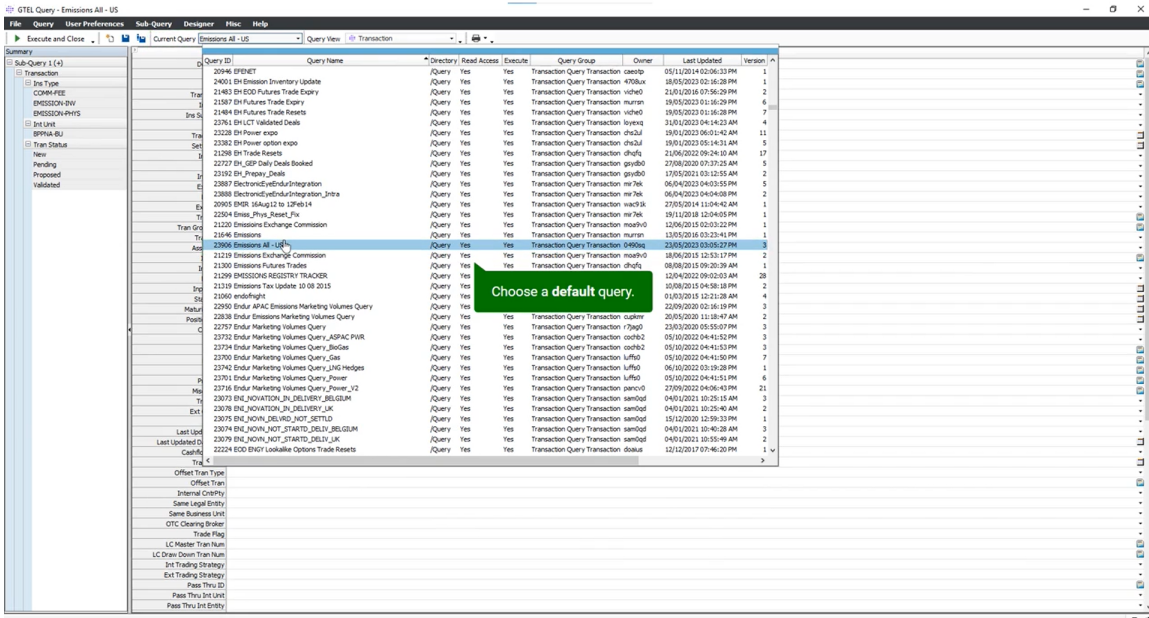 GTEL Query - Emissions All - US
File Query User Preferences Sub-Query Designer Misc Help
Execute and Close Current Query Emissions All - US Query View Transaction
Summary
Sub-Query 1 (+)
Transaction
Ins Type
COMM-FEE
EMISSION-INV
EMISSION-PHYS
Int Unit
BPPNA-BU
Tran Status
New
Pending
Proposed
Validated
Query ID Query Name Directory Read Access Execute Query Group Owner Last Updated Version
20946 EFENET /Query Yes Yes Transaction Query Transaction caeotp 05/11/2014 02:06:33 PM 1
24001 EH Emission Inventory Update /Query Yes Yes Transaction Query Transaction 4708ux 18/05/2023 02:16:28 PM 1
21483 EH EOD Futures Trade Expiry /Query Yes Yes Transaction Query Transaction viche0 21/01/2016 07:56:29 PM 2
21587 EH Futures Trade Expiry /Query Yes Yes Transaction Query Transaction murrsn 19/05/2023 01:16:29 PM 6
21484 EH Futures Trade Resets /Query Yes Yes Transaction Query Transaction viche0 19/05/2023 01:16:28 PM 7
23761 EH LCT Validated Deals /Query Yes Yes Transaction Query Transaction loyexq 31/01/2023 04:14:23 AM 4
23228 EH Power expo /Query Yes Yes Transaction Query Transaction chs2ul 19/01/2023 06:01:42 AM 11
23382 EH Power option expo /Query Yes Yes Transaction Query Transaction chs2ul 19/01/2023 05:14:31 AM 5
21298 EH Trade Resets /Query Yes Yes Transaction Query Transaction dhqfq 21/06/2022 09:24:10 AM 17
22727 EH_GEP Daily Deals Booked /Query Yes Yes Transaction Query Transaction gsydb0 27/08/2020 07:37:25 AM 5
23192 EH_Prepay_Deals /Query Yes Yes Transaction Query Transaction gsydb0 17/05/2021 03:12:55 AM 2
23887 ElectronicEyeEndurIntegration /Query Yes Yes Transaction Query Transaction mir7ek 06/04/2023 04:03:55 PM 5
23888 ElectronicEyeEndurIntegration_Intra /Query Yes Yes Transaction Query Transaction mir7ek 06/04/2023 04:04:08 PM 2
20905 EMIR 16Aug12 to 12Feb14 /Query Yes Yes Transaction Query Transaction wac91k 27/05/2014 11:04:42 AM 1
22504 Emiss_Phys_Reset_Fix /Query Yes Yes Transaction Query Transaction mir7ek 19/11/2018 12:04:05 PM 1
21220 Emissioins Exchange Commission /Query Yes Yes Transaction Query Transaction moa9v0 12/06/2015 02:03:22 PM 1
21646 Emissions /Query Yes Yes Transaction Query Transaction murrsn 13/05/2016 03:23:41 PM 1
23906 Emissions All - US /Query Yes Yes Transaction Query Transaction 0490sq 23/05/2023 03:05:27 PM 3
21219 Emissions Exchange Commission /Query Yes Yes Transaction Query Transaction moa9v0 18/06/2015 12:53:17 PM 2
21300 Emissions Futures Trades /Query Yes Yes Transaction Query Transaction dhqfq 08/08/2015 09:20:39 AM 1
21299 EMISSIONS REGISTRY TRACKER /Query Yes 12/04/2022 09:02:03 AM 28
21319 Emissions Tax Update 10 08 2015 /Query Yes 10/08/2015 04:58:18 PM 2
Choose a default query.
21060 endofnight /Query Yes 01/03/2015 12:21:28 AM 4
22950 Endur APAC Emissions Marketing Volumes Query /Query Yes 22/09/2020 02:16:19 PM 3
22838 Endur Emissions Marketing Volumes Query /Query Yes Yes Transaction Query Transaction cupkmr 20/05/2020 11:18:47 AM 2
22757 Endur Marketing Volumes Query /Query Yes Yes Transaction Query Transaction r7jag0 23/03/2020 05:55:07 PM 3
23732 Endur Marketing Volumes Query_ASPAC PWR /Query Yes Yes Transaction Query Transaction cochb2 05/10/2022 04:41:52 PM 3
23734 Endur Marketing Volumes Query_BioGas /Query Yes Yes Transaction Query Transaction cochb2 05/10/2022 04:41:53 PM 3
23700 Endur Marketing Volumes Query_Gas /Query Yes Yes Transaction Query Transaction luffs0 05/10/2022 04:41:50 PM 7
23742 Endur Marketing Volumes Query_LNG Hedges /Query Yes Yes Transaction Query Transaction luffs0 06/10/2022 03:19:28 PM 1
23701 Endur Marketing Volumes Query_Power /Query Yes Yes Transaction Query Transaction luffs0 05/10/2022 04:41:51 PM 6
23716 Endur Marketing Volumes Query_Power_V2 /Query Yes Yes Transaction Query Transaction pancv0 27/09/2022 04:06:43 PM 21
23073 ENI_NOVATION_IN_DELIVERY_BELGIUM /Query Yes Yes Transaction Query Transaction sam0qd 04/01/2021 10:25:15 AM 3
23078 ENI_NOVATION_IN_DELIVERY_UK /Query Yes Yes Transaction Query Transaction sam0qd 04/01/2021 10:25:40 AM 2
23075 ENI_NOVN_DELVRD_NOT_SETTLD /Query Yes Yes Transaction Query Transaction sam0qd 15/12/2020 12:59:33 PM 1
23074 ENI_NOVN_NOT_STARTD_DELIV_BELGIUM /Query Yes Yes Transaction Query Transaction sam0qd 04/01/2021 10:40:28 AM 3
23079 ENI_NOVN_NOT_STARTD_DELIV_UK /Query Yes Yes Transaction Query Transaction sam0qd 04/01/2021 10:55:49 AM 2
22224 EOD ENGY Lookalike Options Trade Resets /Query Yes Yes Transaction Query Transaction doaius 12/12/2017 07:46:20 PM 1
Last Upd
Last Updated D
Cashflo
Tra
Offset Tran Type
Offset Tran
Internal CntrPty
Same Legal Entity
Same Business Unit
OTC Clearing Broker
Trade Flag
LC Master Tran Num
LC Draw Down Tran Num
Int Trading Strategy
Ext Trading Strategy
Pass Thru ID
Pass Thru Int Unit
Pass Thru Int Entity